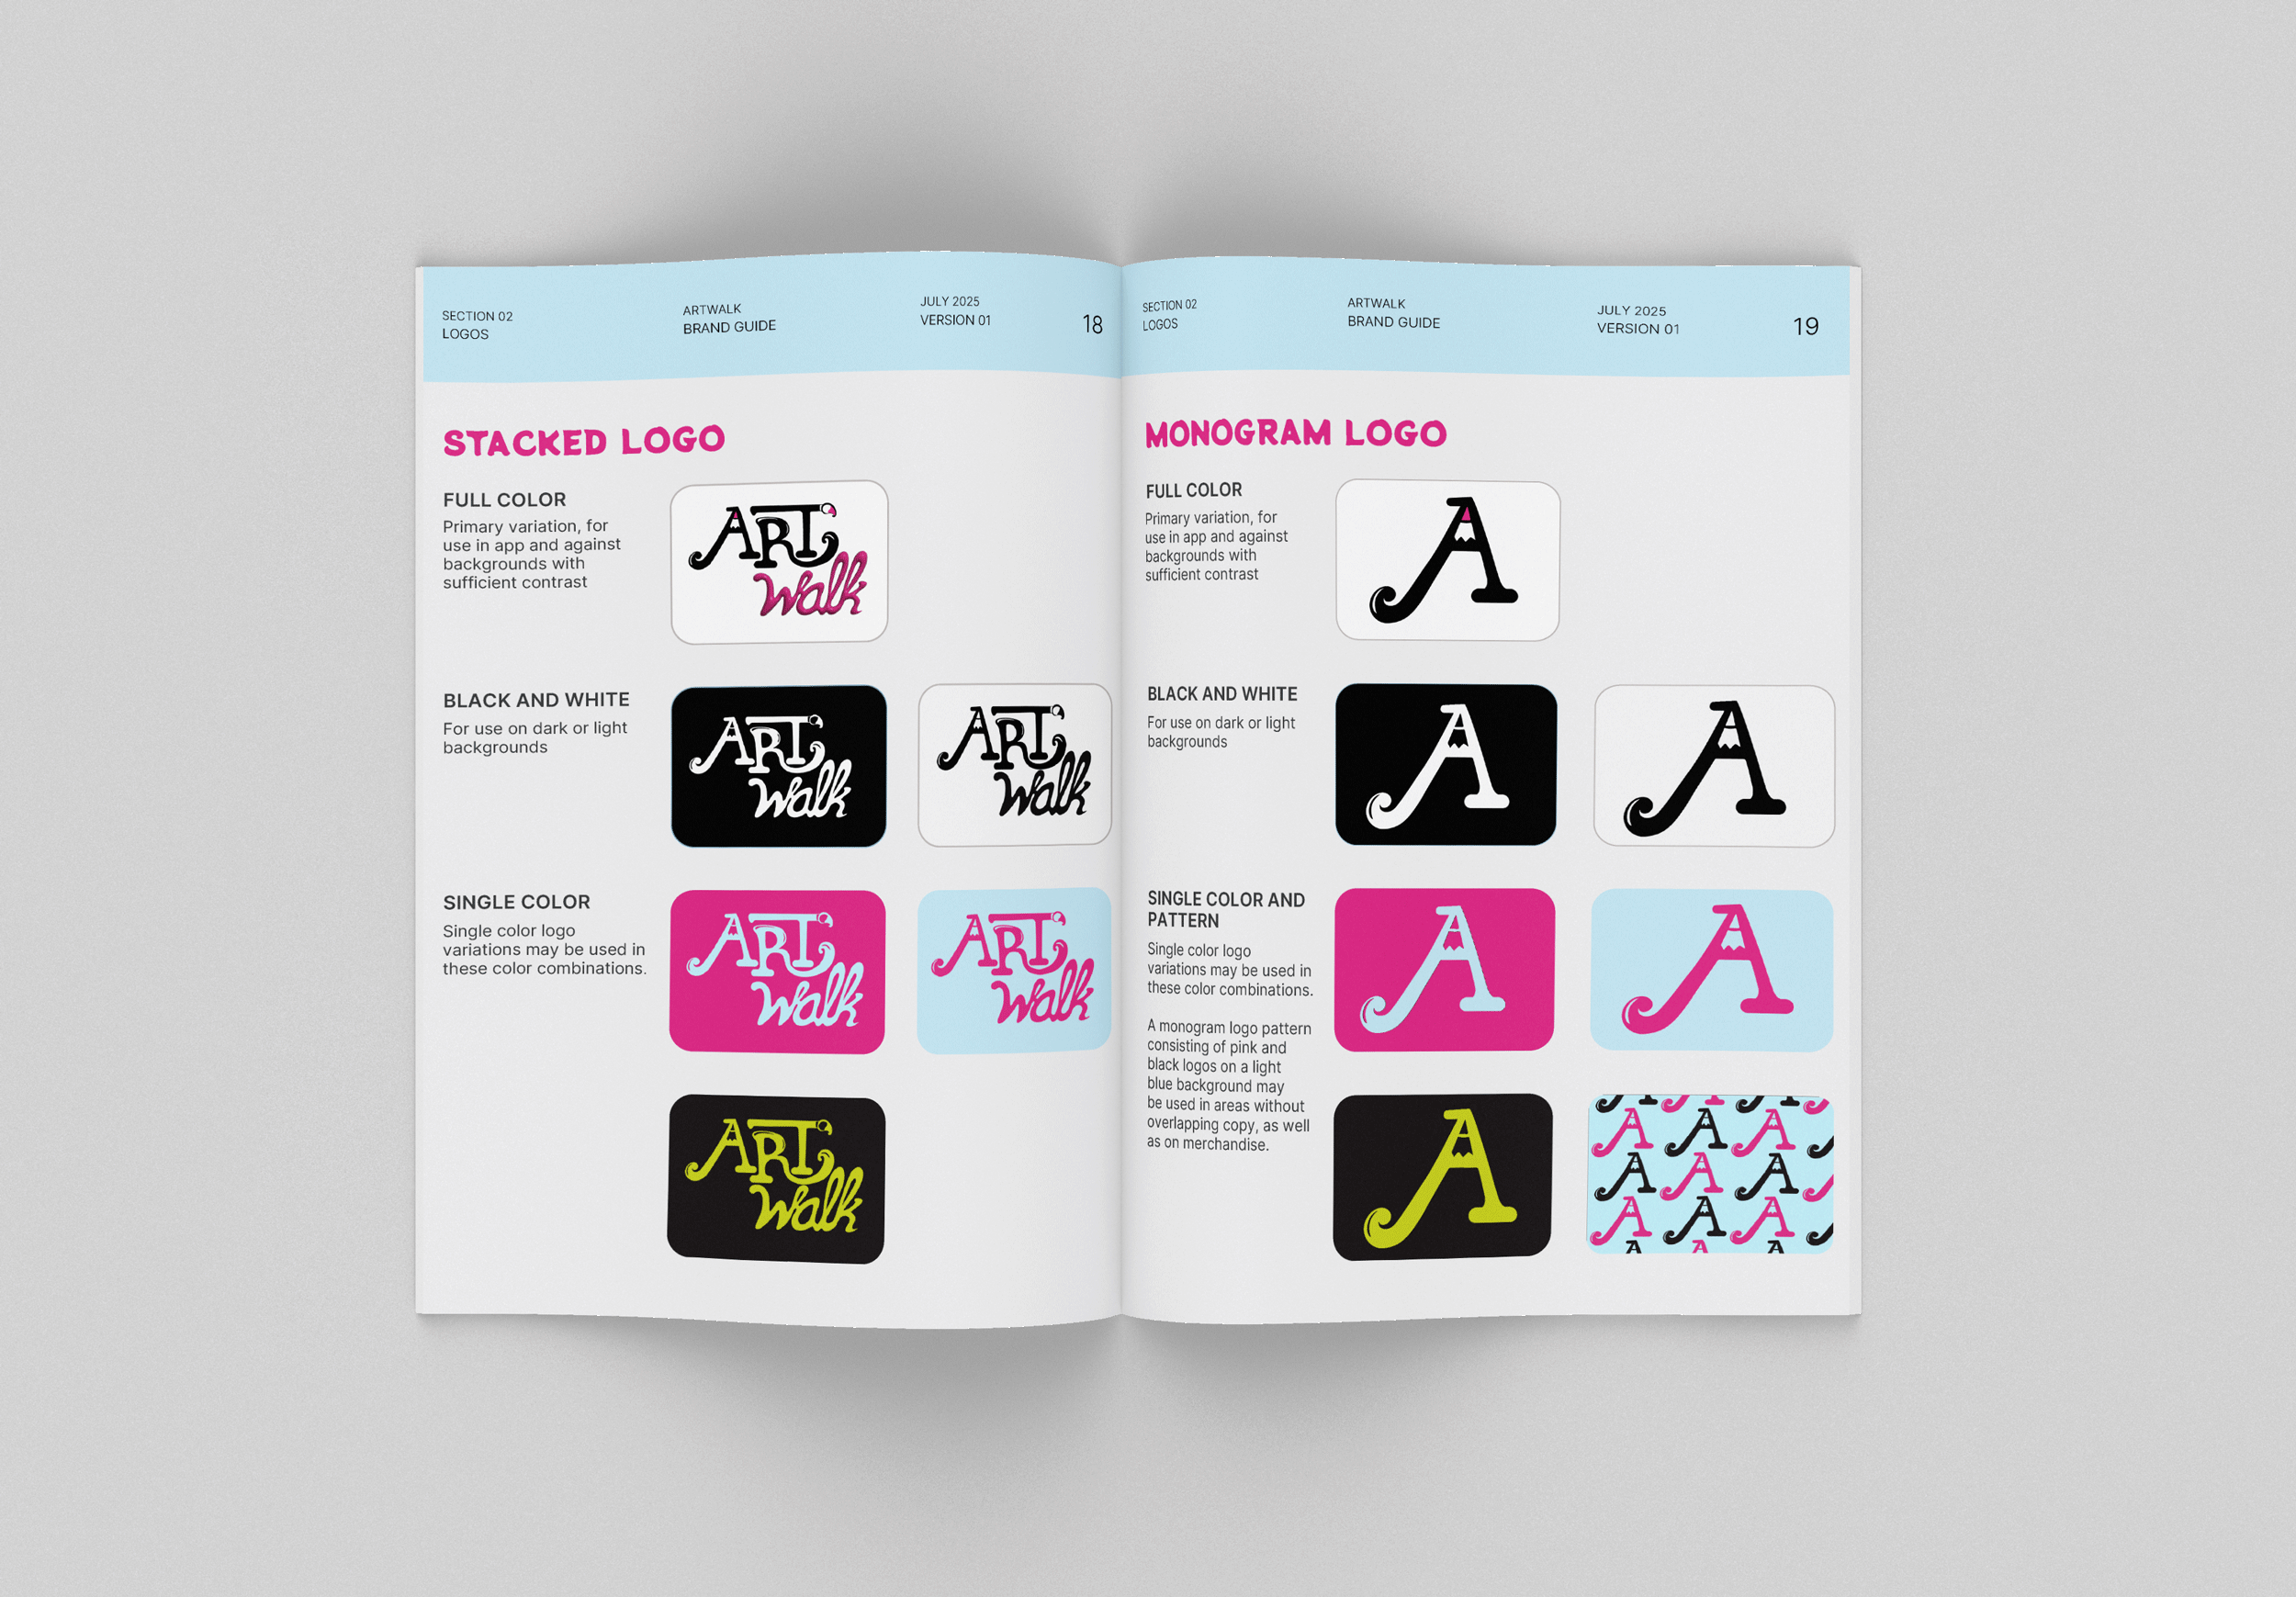 SECTION 02
LOGOS
ARTWALK
BRAND GUIDE
JULY 2025
VERSION 01
18
STACKED LOGO
FULL COLOR
Primary variation, for
use in app and against
backgrounds with
sufficient contrast
ART
Walk
BLACK AND WHITE
For use on dark or light
backgrounds
ART
Walk
ART
Walk
SINGLE COLOR
Single color logo
variations may be used in
these color combinations.
ART
Walk
ART
Walk
ART
Walk
SECTION 02
LOGOS
ARTWALK
BRAND GUIDE
JULY 2025
VERSION 01
19
MONOGRAM LOGO
FULL COLOR
Primary variation, for
use in app and against
backgrounds with
sufficient contrast
A
BLACK AND WHITE
For use on dark or light
backgrounds
A
A
SINGLE COLOR AND
PATTERN
Single color logo
variations may be used in
these color combinations.
A monogram logo pattern
consisting of pink and
black logos on a light
blue background may
be used in areas without
overlapping copy, as well
as on merchandise.
A
A
A
A A A
A A A
A A A